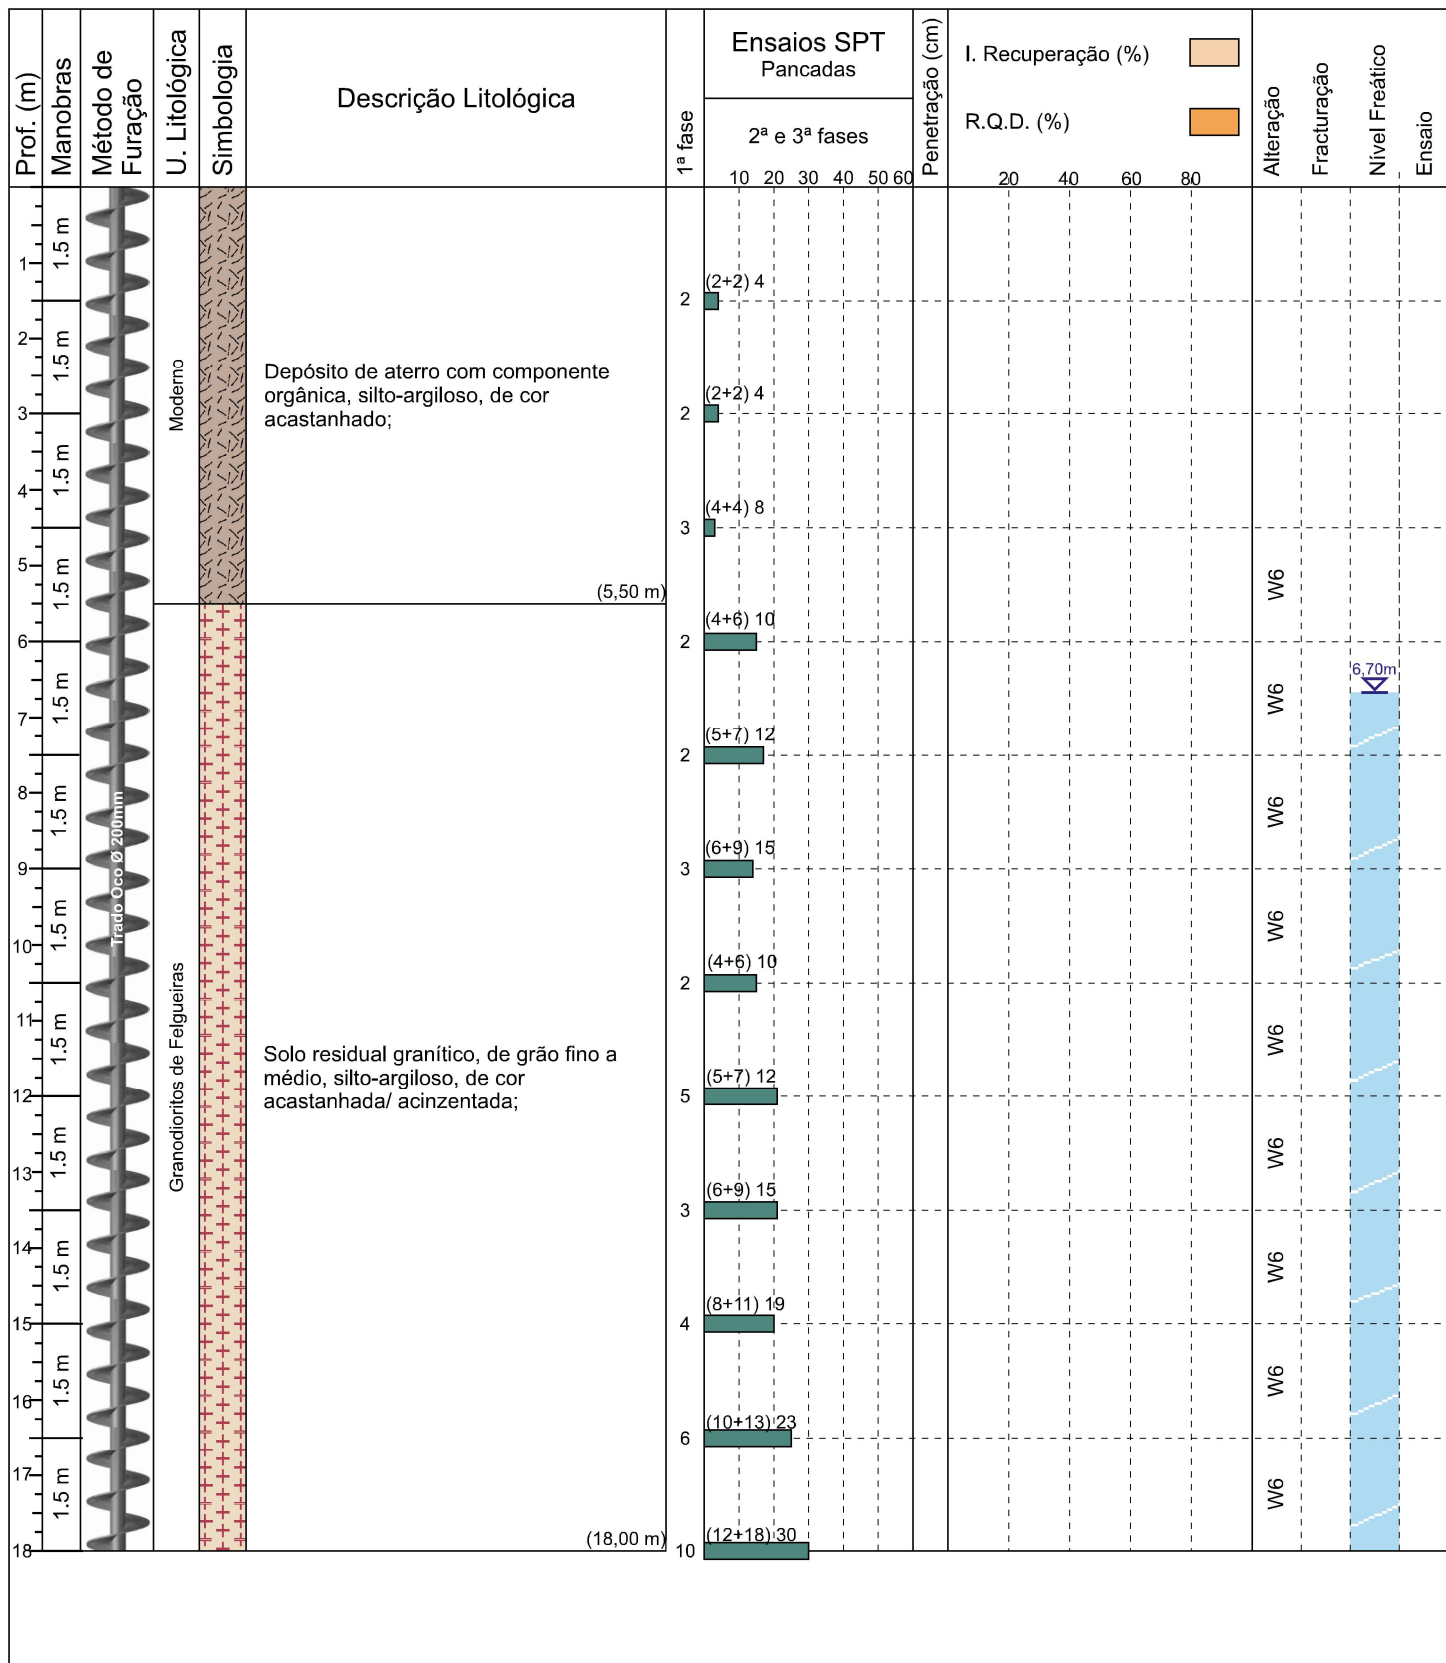 Prof. (m)
Manobras
Método de
Furação
U. Litológica
Simbologia
Descrição Litológica
1ª fase
Ensaios SPT
Pancadas
2ª e 3ª fases
10 20 30 40 50 60
Penetração (cm)
I. Recuperação (%)
R.Q.D. (%)
20 40 60 80
Alteração
Fracturação
Nível Freático
Ensaio
1
2
3
4
5
6
7
8
9
10
11
12
13
14
15
16
17
18
1.5 m
1.5 m
1.5 m
1.5 m
1.5 m
1.5 m
1.5 m
1.5 m
1.5 m
1.5 m
1.5 m
1.5 m
Trado Oco Ø 200mm
Moderno
Granodioritos de Felgueiras
Depósito de aterro com componente
orgânica, silto-argiloso, de cor
acastanhado;
(5,50 m)
Solo residual granítico, de grão fino a
médio, silto-argiloso, de cor
acastanhada/ acinzentada;
(18,00 m)
2 (2+2) 4
2 (2+2) 4
3 (4+4) 8
2 (4+6) 10
2 (5+7) 12
3 (6+9) 15
2 (4+6) 10
5 (5+7) 12
3 (6+9) 15
4 (8+11) 19
6 (10+13) 23
10 (12+18) 30
W6
W6
W6
W6
W6
W6
W6
W6
W6
6,70m